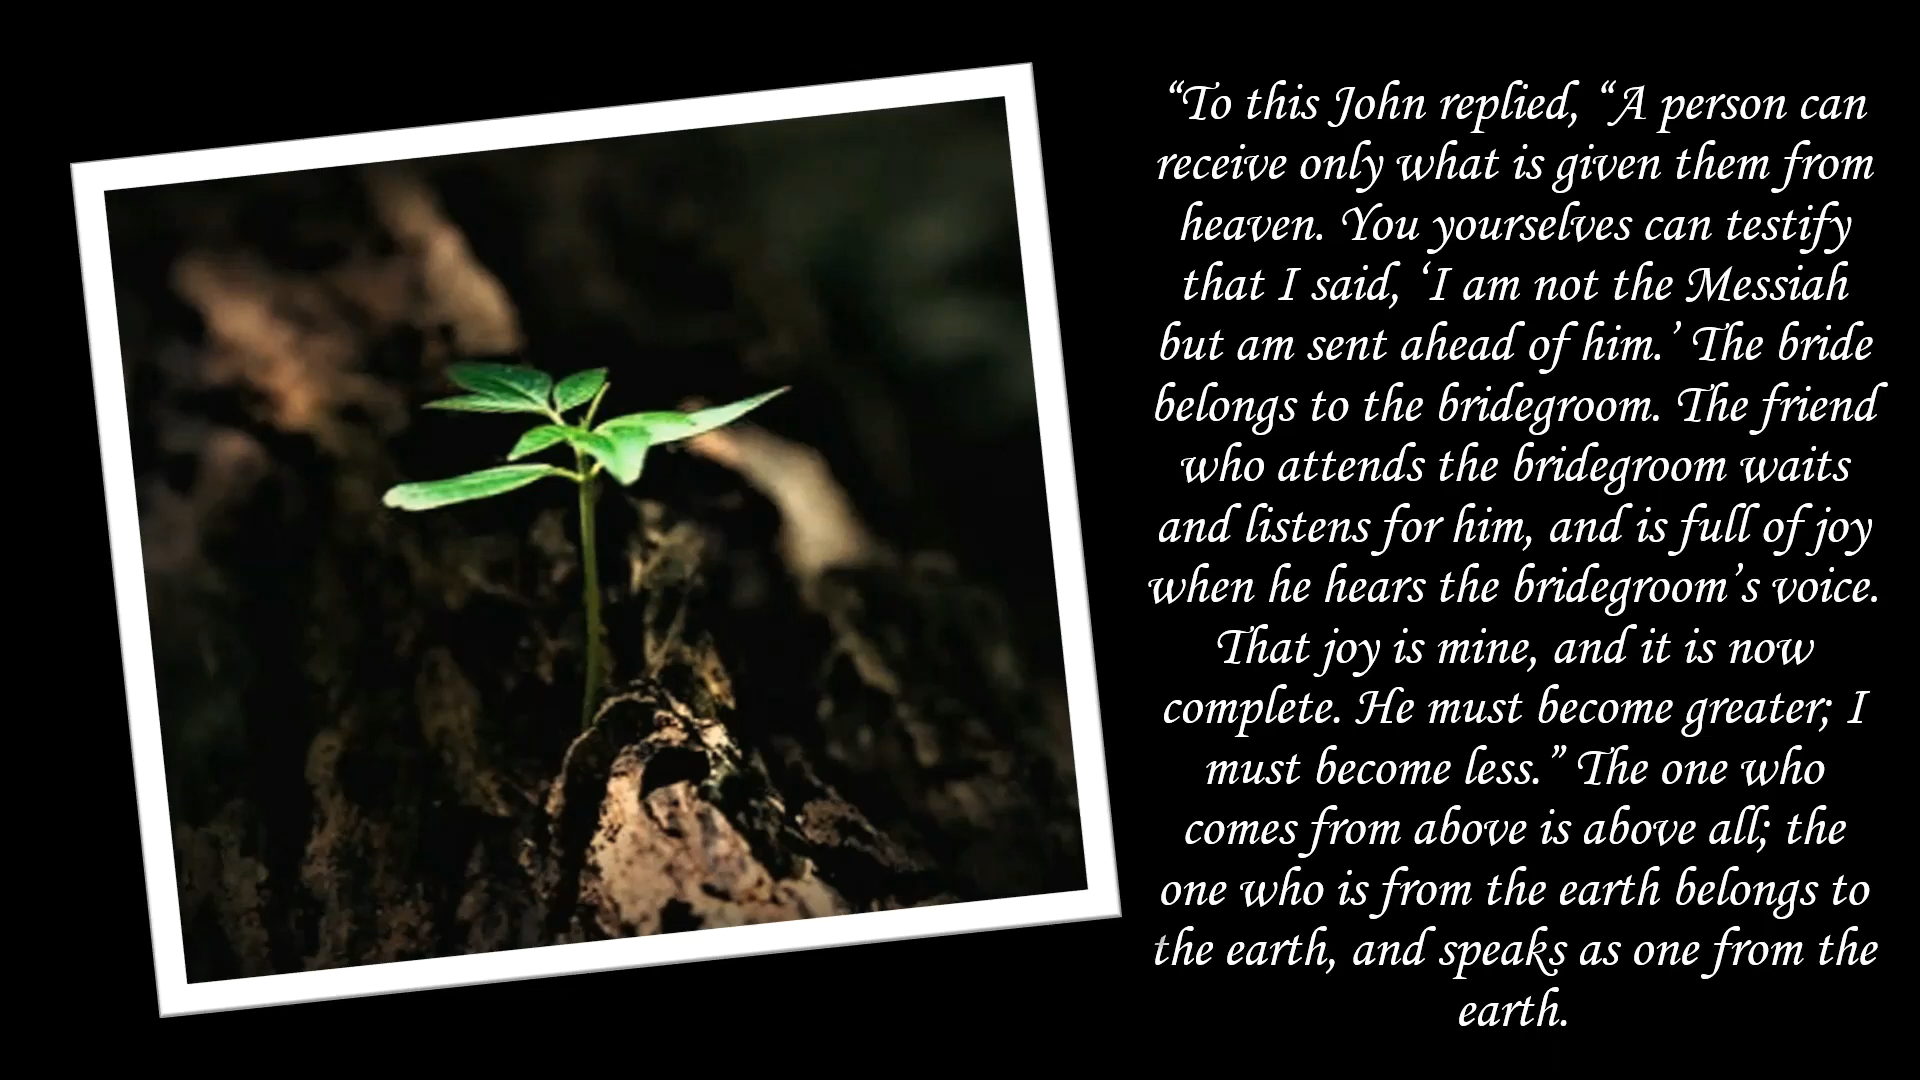 “To this John replied, “A person can
receive only what is given them from
heaven. You yourselves can testify
that I said, ‘I am not the Messiah
but am sent ahead of him.’ The bride
belongs to the bridegroom. The friend
who attends the bridegroom waits
and listens for him, and is full of joy
when he hears the bridegroom’s voice.
That joy is mine, and it is now
complete. He must become greater; I
must become less.” The one who
comes from above is above all; the
one who is from the earth belongs to
the earth, and speaks as one from the
earth.